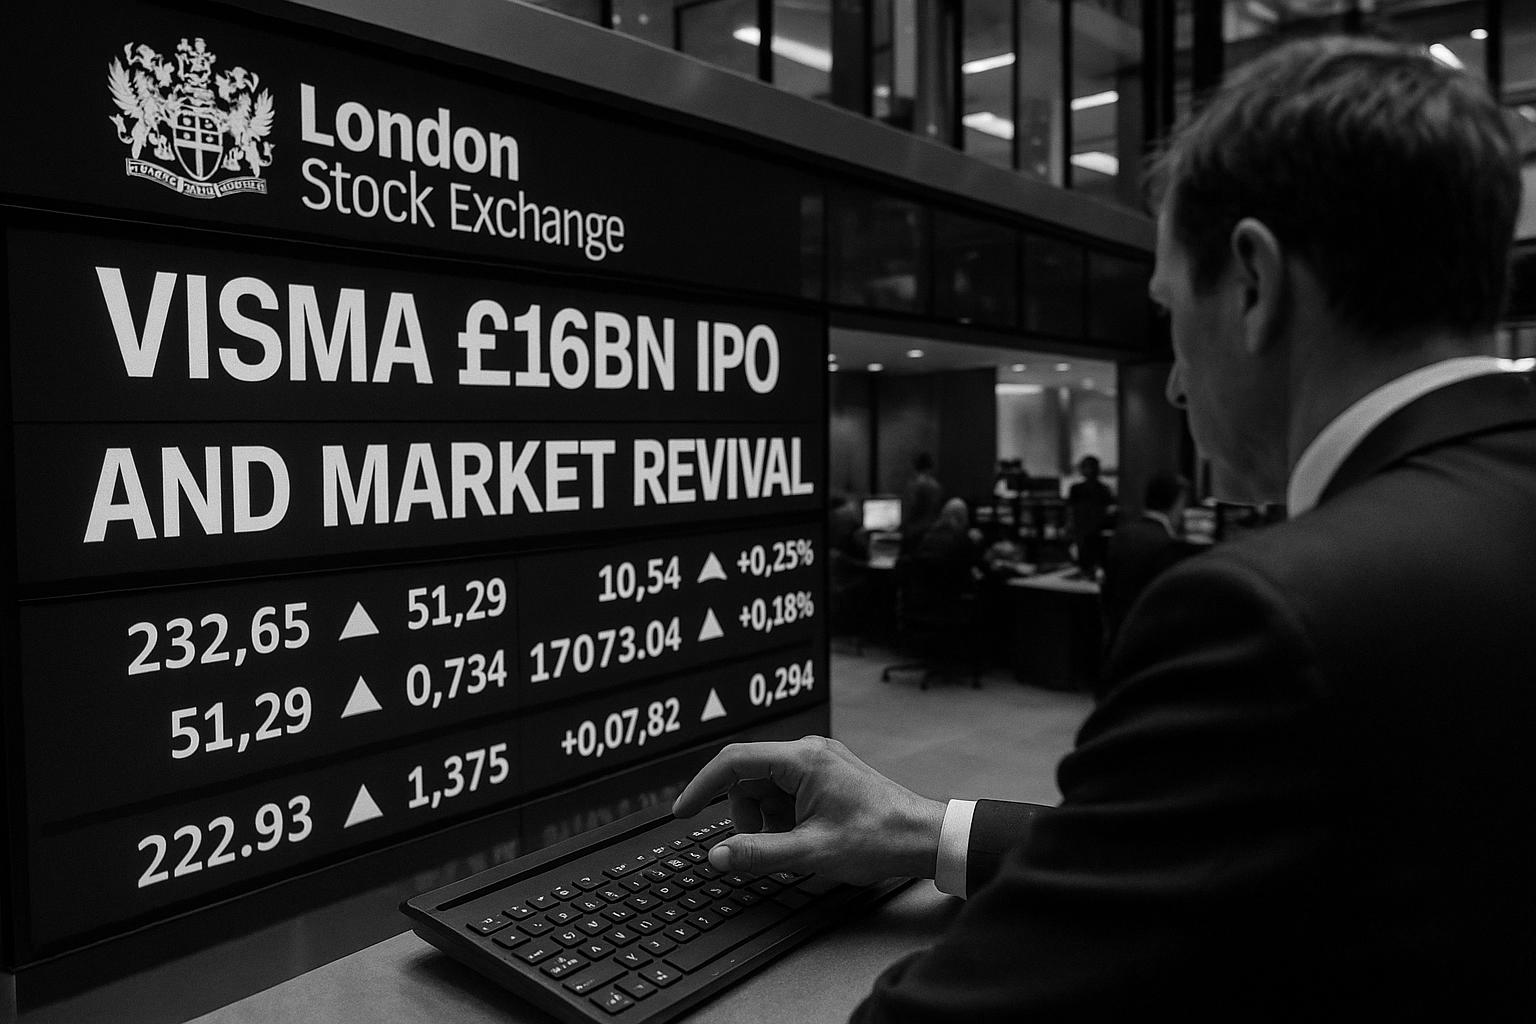 London
Stock Exchange
VISMA £16BN IPO
AND MARKET REVIVAL
232,65 ▲ 51,29 10,54 ▲ +0,25%
51,29 ▲ 0,734 17073.04 ▲ +0,18%
222.93 ▲ 1,375 +0,07,82 ▲ 0,294